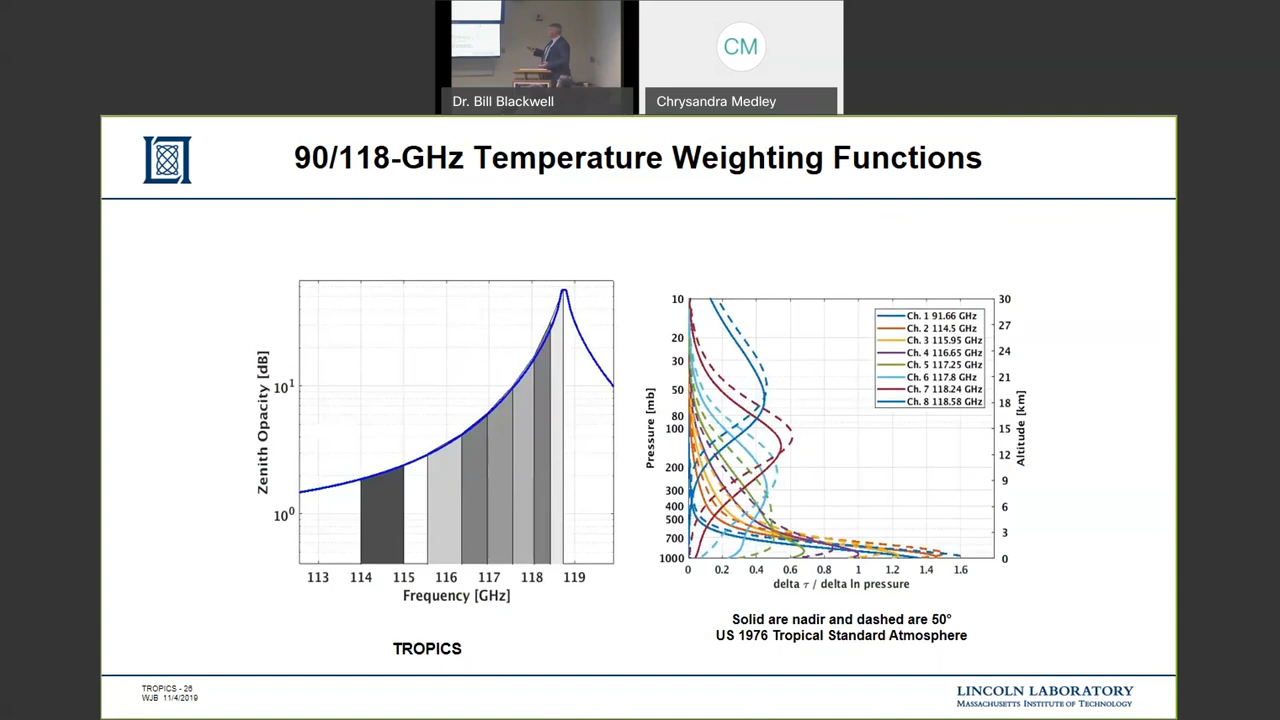 CM
Dr. Bill Blackwell
Chrysandra Medley
90/118-GHz Temperature Weighting Functions
Zenith Opacity [dB]
10¹
10⁰
113 114 115 116 117 118 119
Frequency [GHz]
TROPICS
Pressure [mb]
10
20
30
50
80
100
200
300
400
500
700
1000
Ch. 1 91.66 GHz
Ch. 2 114.5 GHz
Ch. 3 115.95 GHz
Ch. 4 116.65 GHz
Ch. 5 117.25 GHz
Ch. 6 117.8 GHz
Ch. 7 118.24 GHz
Ch. 8 118.58 GHz
30
27
24
21
18
15
12
9
6
3
0
Altitude [km]
0 0.2 0.4 0.6 0.8 1 1.2 1.4 1.6
delta τ / delta ln pressure
Solid are nadir and dashed are 50°
US 1976 Tropical Standard Atmosphere
TROPICS - 26
WJB 11/4/2019
LINCOLN LABORATORY
MASSACHUSETTS INSTITUTE OF TECHNOLOGY